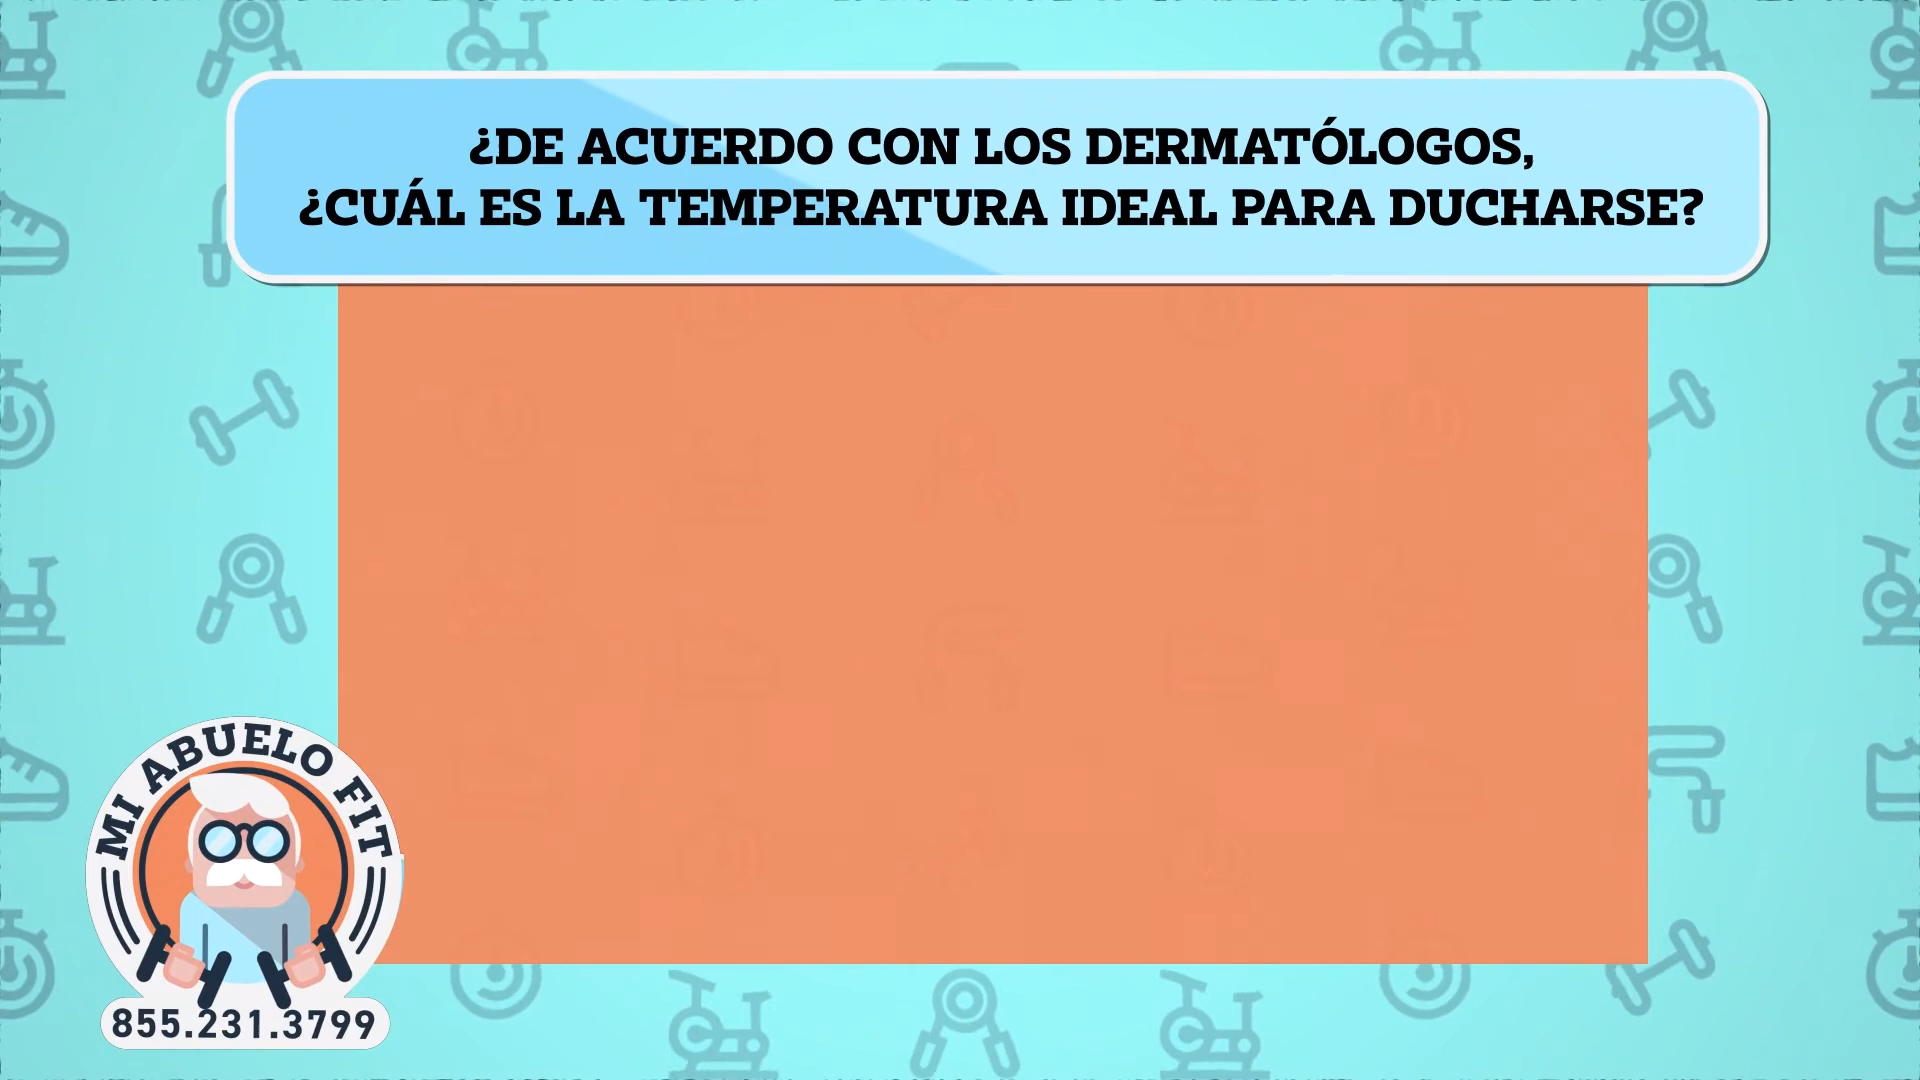 ¿DE ACUERDO CON LOS DERMATÓLOGOS,
¿CUÁL ES LA TEMPERATURA IDEAL PARA DUCHARSE?
MI ABUELO FIT
855.231.3799